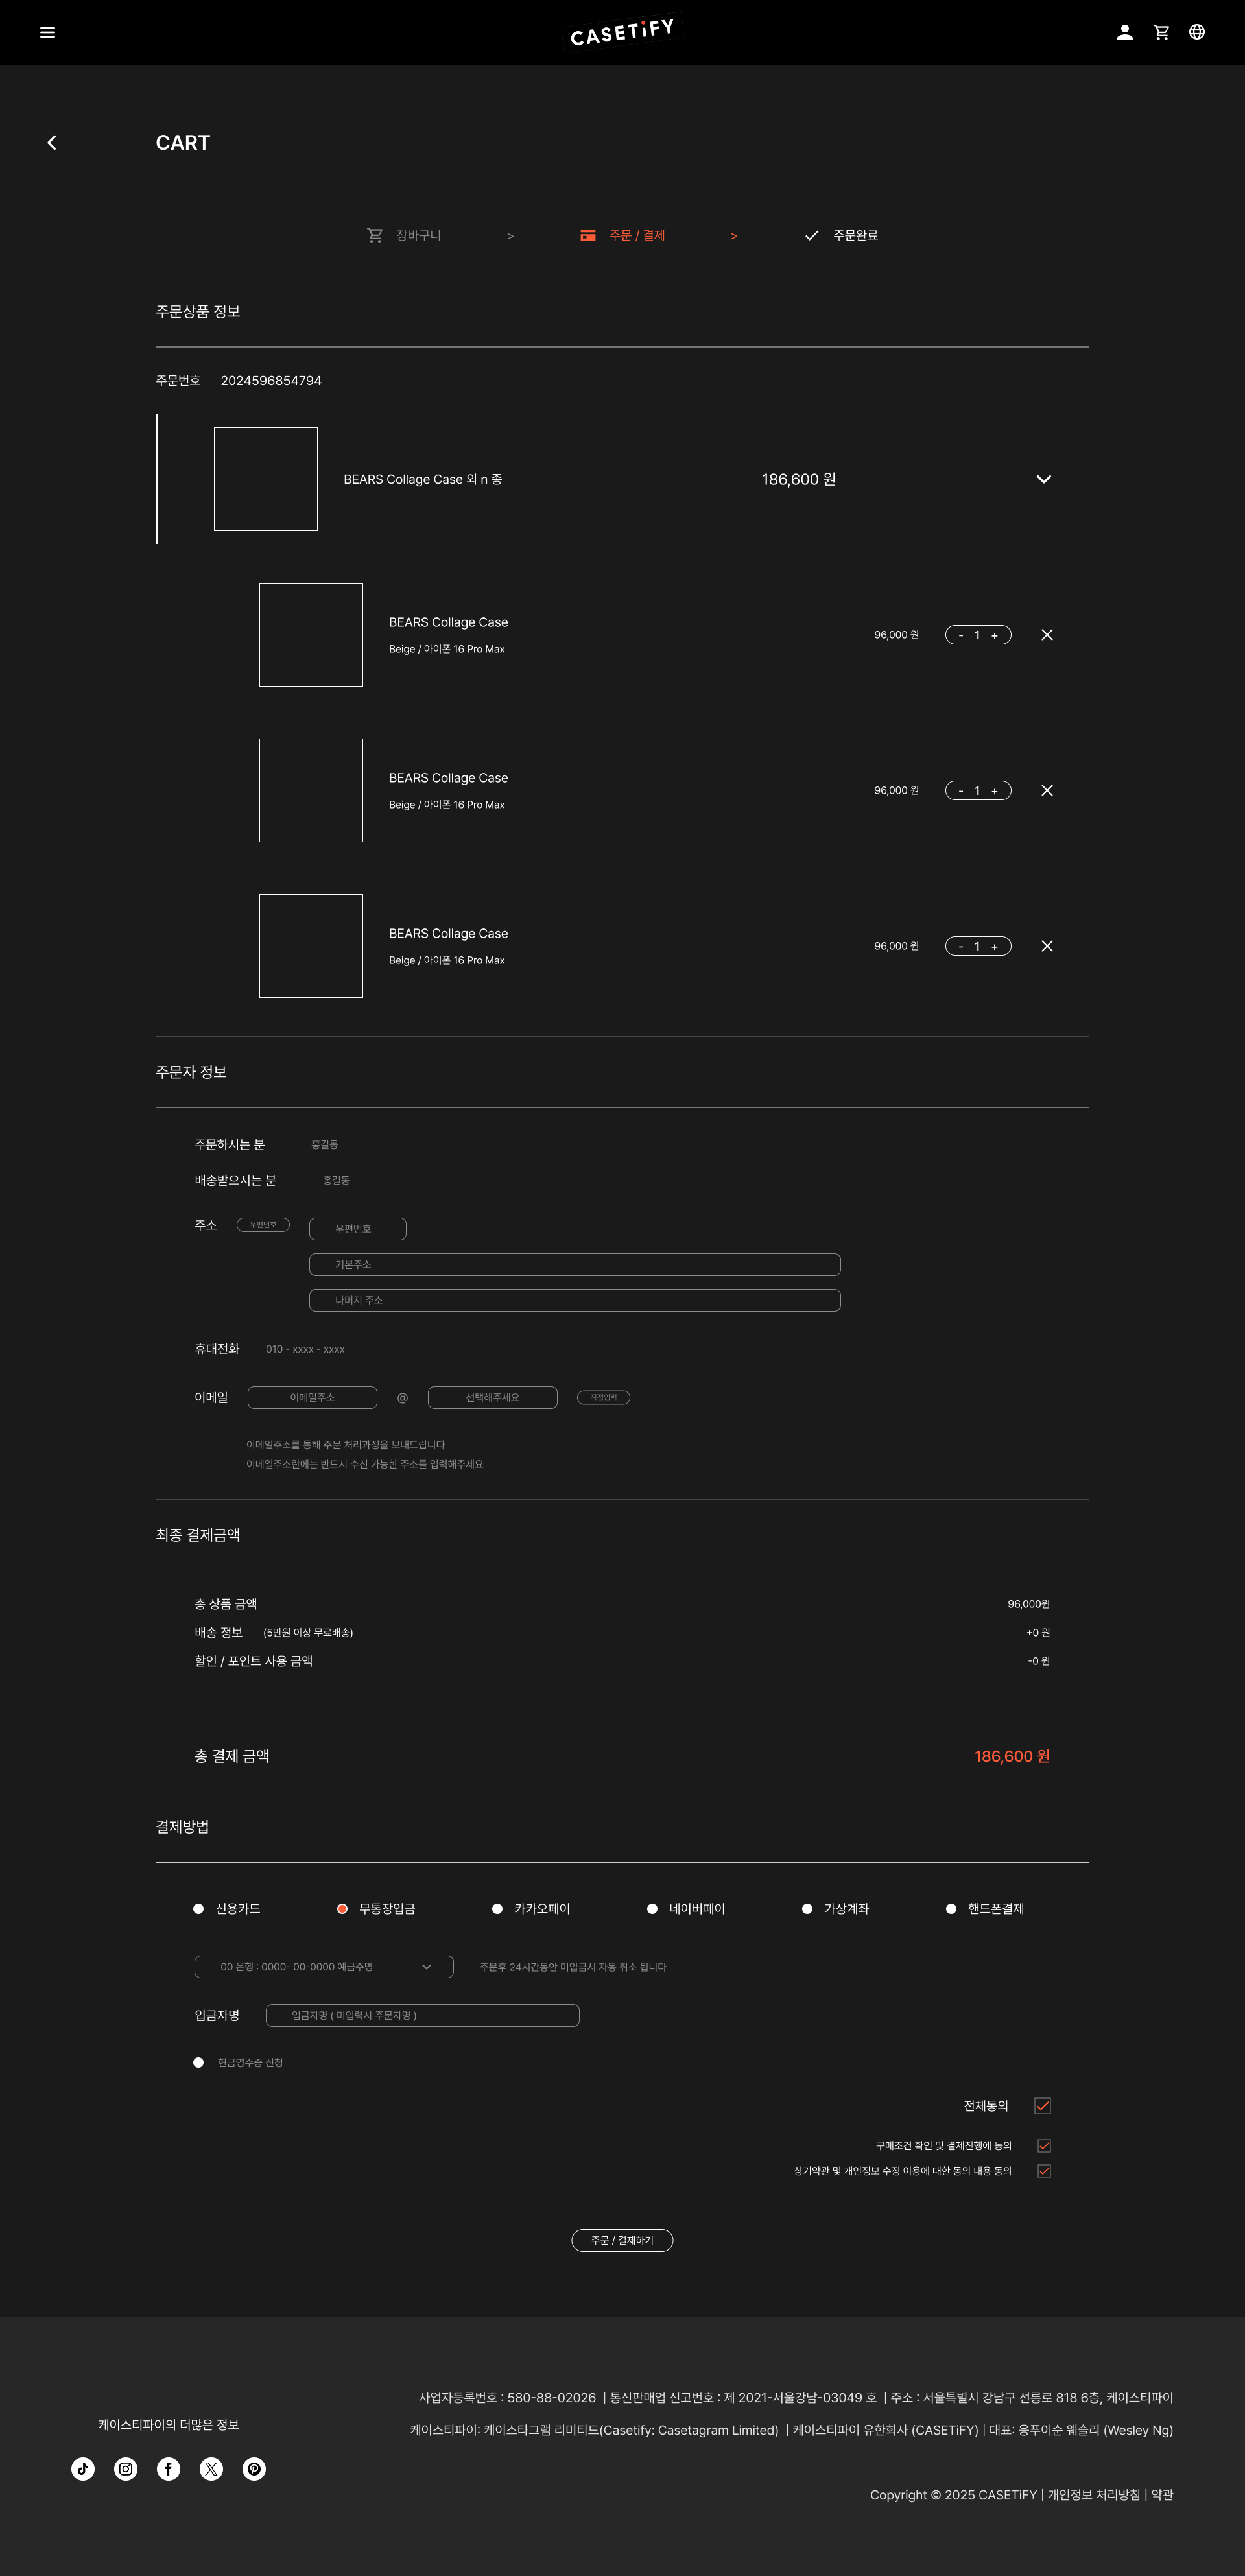 CASETiFY
CART
장바구니 > 주문 / 결제 > 주문완료
주문상품 정보
주문번호 2024596854794
BEARS Collage Case 외 n 종 186,600 원
BEARS Collage Case
Beige / 아이폰 16 Pro Max
96,000 원 - 1 +
BEARS Collage Case
Beige / 아이폰 16 Pro Max
96,000 원 - 1 +
BEARS Collage Case
Beige / 아이폰 16 Pro Max
96,000 원 - 1 +
주문자 정보
주문하시는 분 홍길동
배송받으시는 분 홍길동
주소 우편번호 우편번호
기본주소
나머지 주소
휴대전화 010 - xxxx - xxxx
이메일 이메일주소 @ 선택해주세요 직접입력
이메일주소를 통해 주문 처리과정을 보내드립니다
이메일주소란에는 반드시 수신 가능한 주소를 입력해주세요
최종 결제금액
총 상품 금액 96,000원
배송 정보 (5만원 이상 무료배송) +0 원
할인 / 포인트 사용 금액 -0 원
총 결제 금액 186,600 원
결제방법
신용카드 무통장입금 카카오페이 네이버페이 가상계좌 핸드폰결제
00 은행 : 0000- 00-0000 예금주명 주문후 24시간동안 미입금시 자동 취소 됩니다
입금자명 입금자명 ( 미입력시 주문자명 )
현금영수증 신청
전체동의
구매조건 확인 및 결제진행에 동의
상기약관 및 개인정보 수징 이용에 대한 동의 내용 동의
주문 / 결제하기
케이스티파이의 더많은 정보
사업자등록번호 : 580-88-02026 | 통신판매업 신고번호 : 제 2021-서울강남-03049 호 | 주소 : 서울특별시 강남구 선릉로 818 6층, 케이스티파이
케이스티파이: 케이스타그램 리미티드(Casetify: Casetagram Limited) | 케이스티파이 유한회사 (CASETiFY) | 대표: 응푸이순 웨슬리 (Wesley Ng)
Copyright © 2025 CASETiFY | 개인정보 처리방침 | 약관